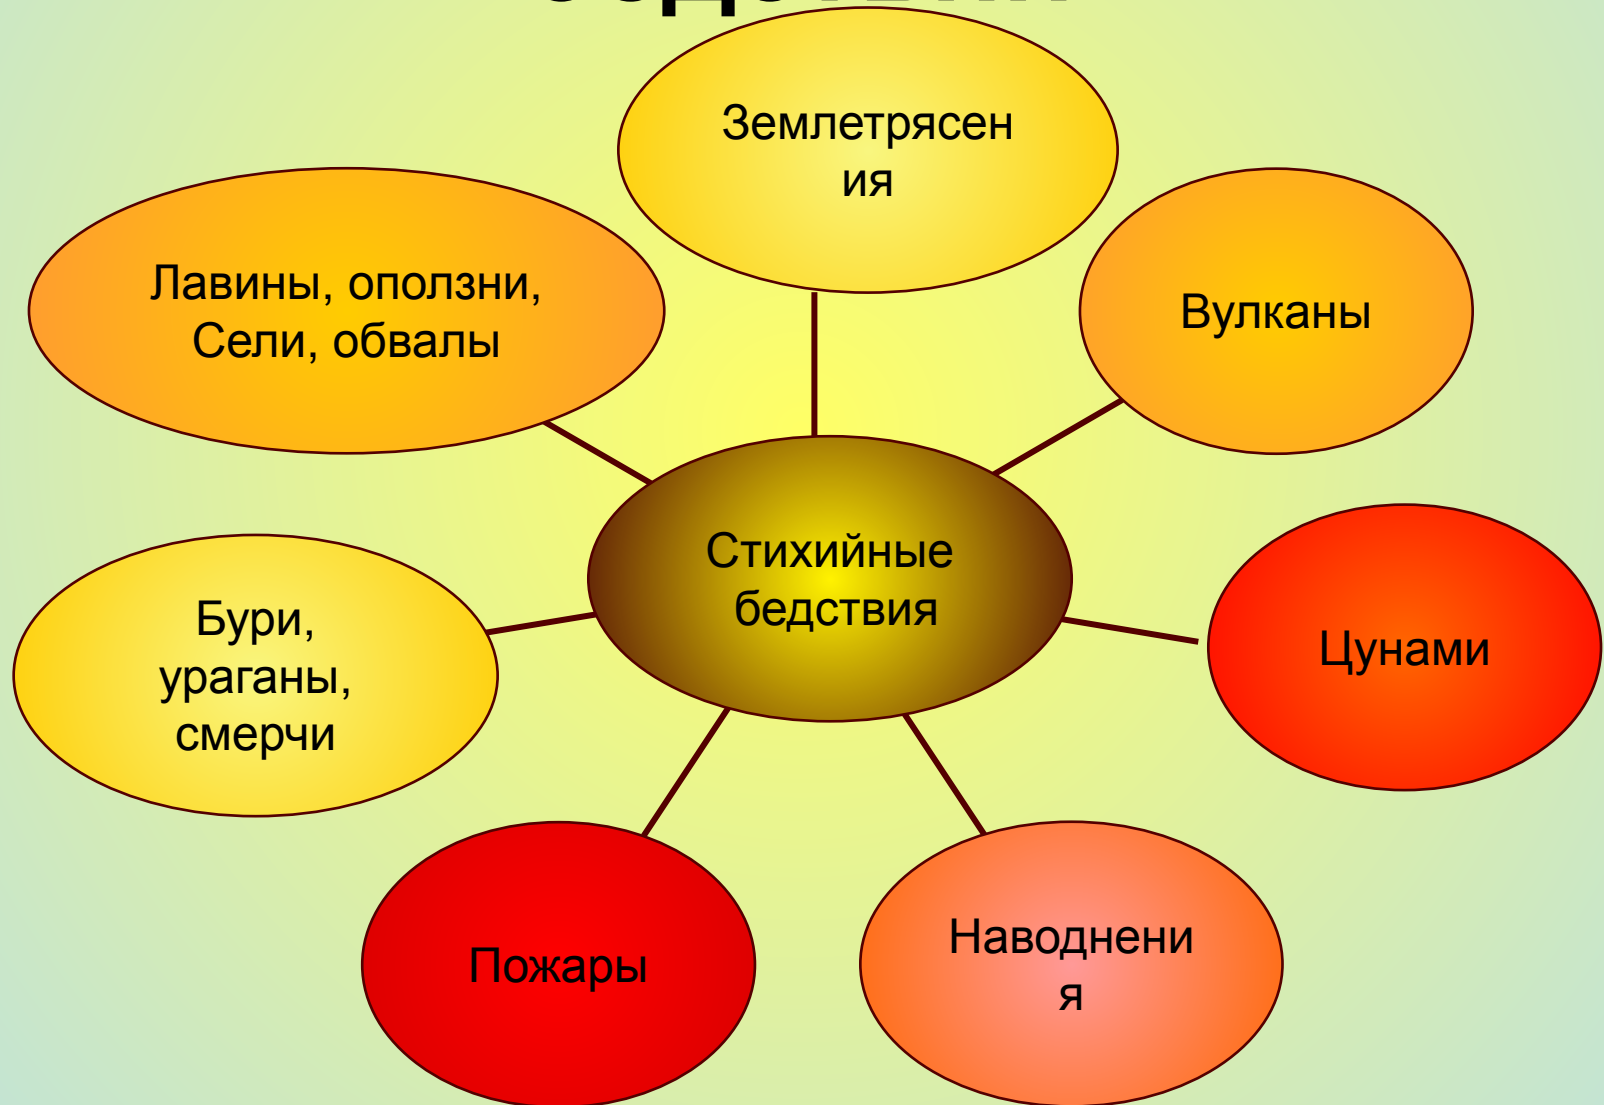 Землетрясен
ия
Лавины, оползни,
Сели, обвалы
Вулканы
Стихийные
бедствия
Бури,
ураганы,
смерчи
Цунами
Пожары
Наводнени
я